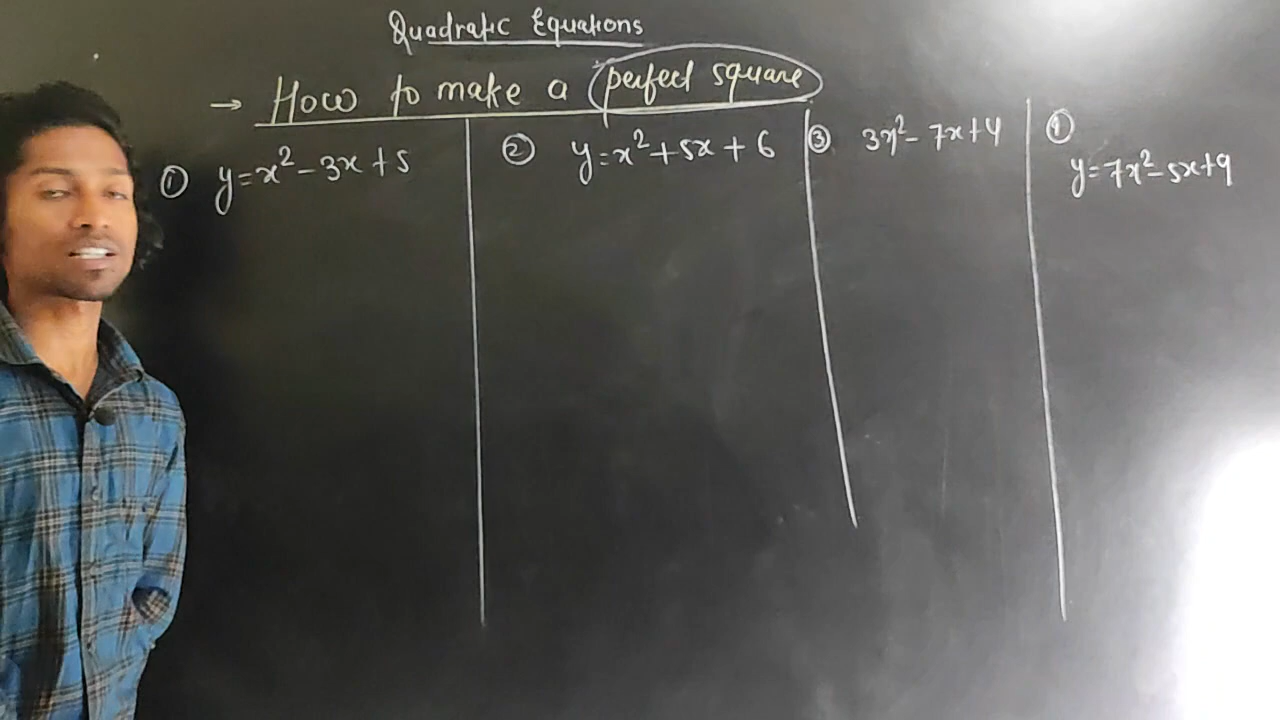 Quadratic Equations
→ How to make a perfect square
① y=x²-3x+5
② y=x²+5x+6
③ 3x²-7x+4
④
y=7x²-5x+9